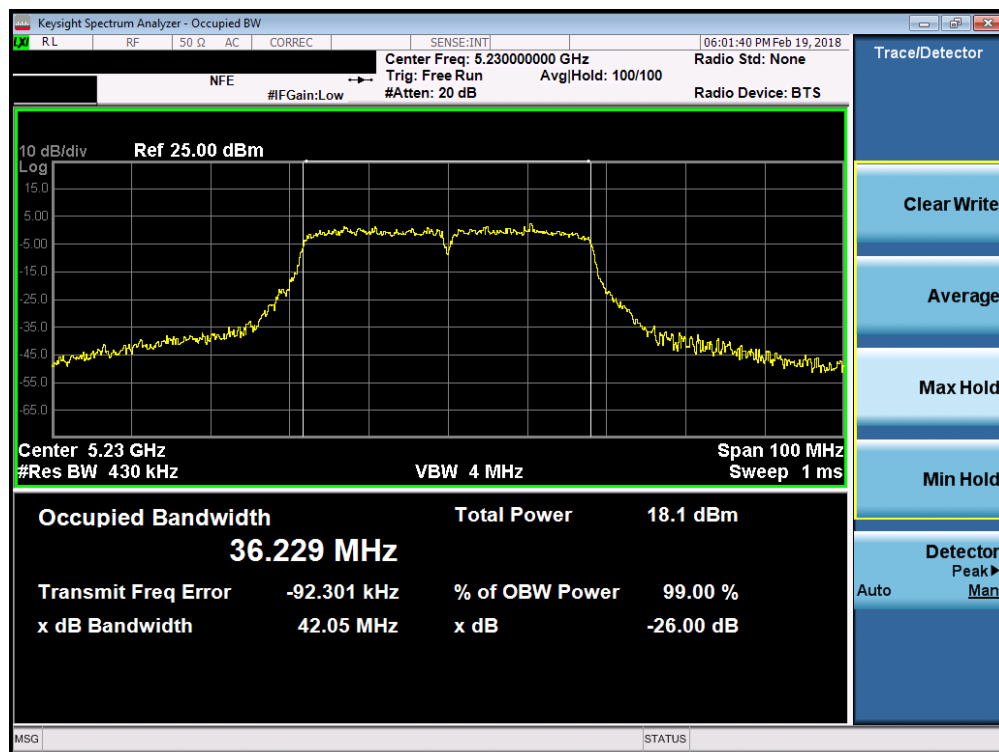 Keysight Spectrum Analyzer - Occupied BW
LXI RL RF 50 Ω AC CORREC SENSE:INT 06:01:40 PM Feb 19, 2018
Center Freq: 5.230000000 GHz Radio Std: None
NFE Trig: Free Run Avg|Hold: 100/100
#IFGain:Low #Atten: 20 dB Radio Device: BTS
10 dB/div Ref 25.00 dBm
Log
15.0
5.00
-5.00
-15.0
-25.0
-35.0
-45.0
-55.0
-65.0
Center 5.23 GHz Span 100 MHz
#Res BW 430 kHz VBW 4 MHz Sweep 1 ms
Occupied Bandwidth Total Power 18.1 dBm
36.229 MHz
Transmit Freq Error -92.301 kHz % of OBW Power 99.00 %
x dB Bandwidth 42.05 MHz x dB -26.00 dB
MSG STATUS
Trace/Detector
Clear Write
Average
Max Hold
Min Hold
Detector
Peak▶
Auto Man